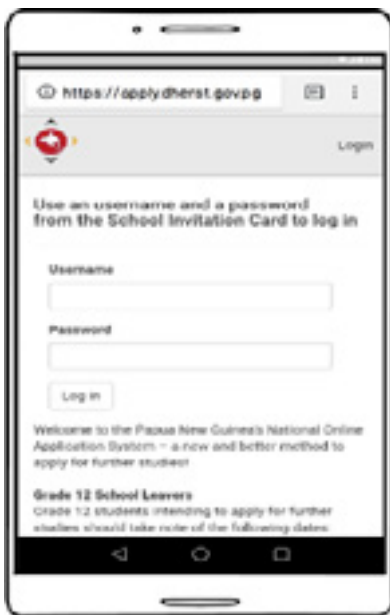 https://apply.dherst.gov.pg
Login
Use an username and a password
from the School Invitation Card to log in
Username
Password
Log in
Welcome to the Papua New Guinea's National Online
Application System – a new and better method to
apply for further studies!
Grade 12 School Leavers
Grade 12 students intending to apply for further
studies should take note of the following dates: